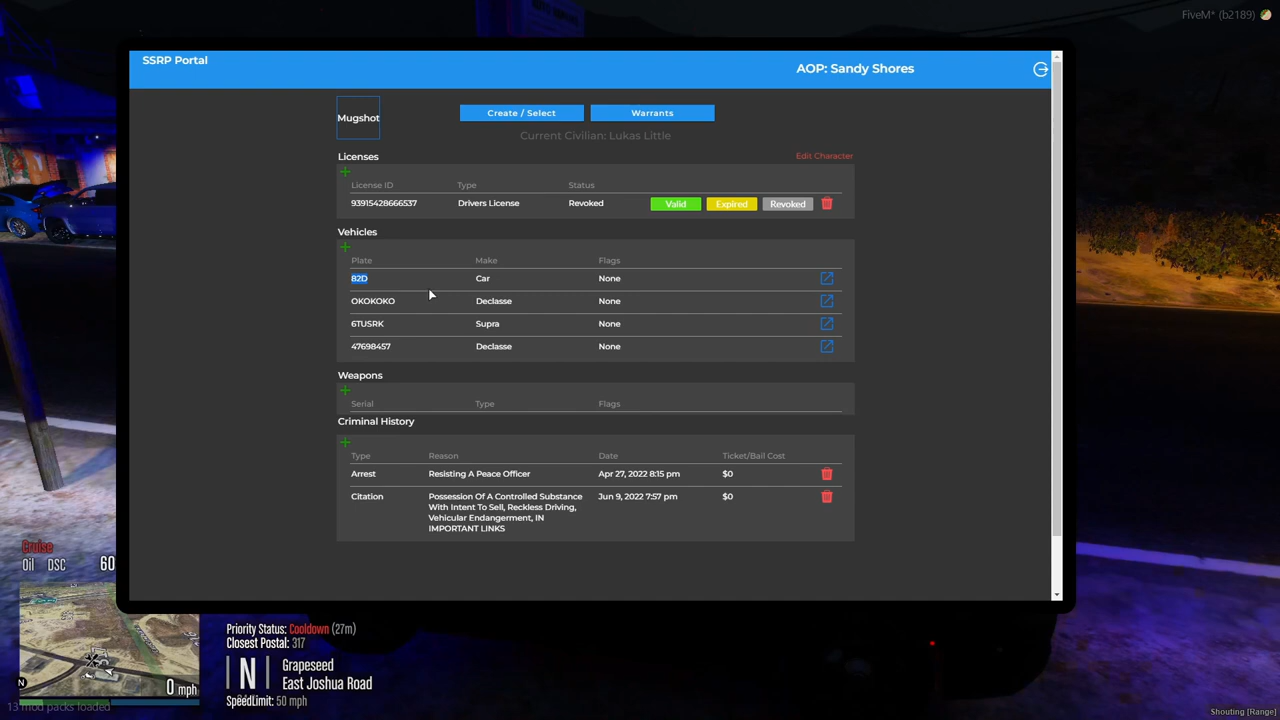 FiveM* (b2189)
SSRP Portal
AOP: Sandy Shores
Mugshot
Create / Select
Warrants
Current Civilian: Lukas Little
Licenses
Edit Character
+
License ID Type Status
93915428666537 Drivers License Revoked Valid Expired Revoked
Vehicles
+
Plate Make Flags
82D Car None
OKOKOKO Declasse None
6TUSRK Supra None
47698457 Declasse None
Weapons
+
Serial Type Flags
Criminal History
+
Type Reason Date Ticket/Bail Cost
Arrest Resisting A Peace Officer Apr 27, 2022 8:15 pm $0
Citation Possession Of A Controlled Substance Jun 9, 2022 7:57 pm $0
With Intent To Sell, Reckless Driving,
Vehicular Endangerment, IN
IMPORTANT LINKS
Cruise
Oil DSC 60
N
0 mph
13 mod packs loaded
Priority Status: Cooldown (27m)
Closest Postal: 317
| N | Grapeseed
East Joshua Road
SpeedLimit: 50 mph
Shouting [Range]